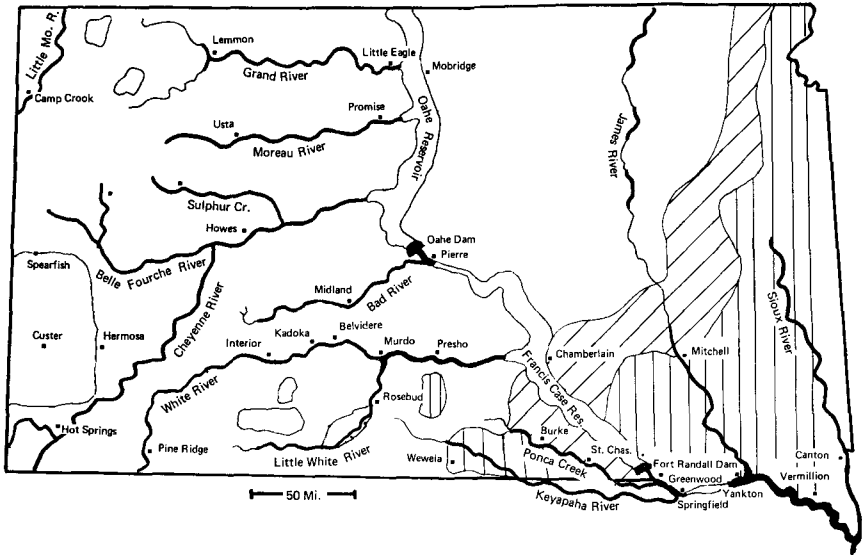 Little Mo. R.
Lemmon
Little Eagle
Grand River
Mobridge
Camp Crook
Promise
Usta
Oahe Reservoir
Moreau River
James River
Sulphur Cr.
Howes
Oahe Dam
Pierre
Spearfish
Belle Fourche River
Midland
Bad River
Sioux River
Cheyenne River
Custer
Hermosa
Interior
Kadoka
Belvidere
Murdo
Presho
Chamberlain
Mitchell
White River
Francis Case Res.
Rosebud
Hot Springs
Burke
Pine Ridge
Little White River
Wewela
Ponca Creek
St. Chas.
Fort Randall Dam
Canton
Greenwood
Vermillion
50 Mi.
Keyapaha River
Springfield
Yankton